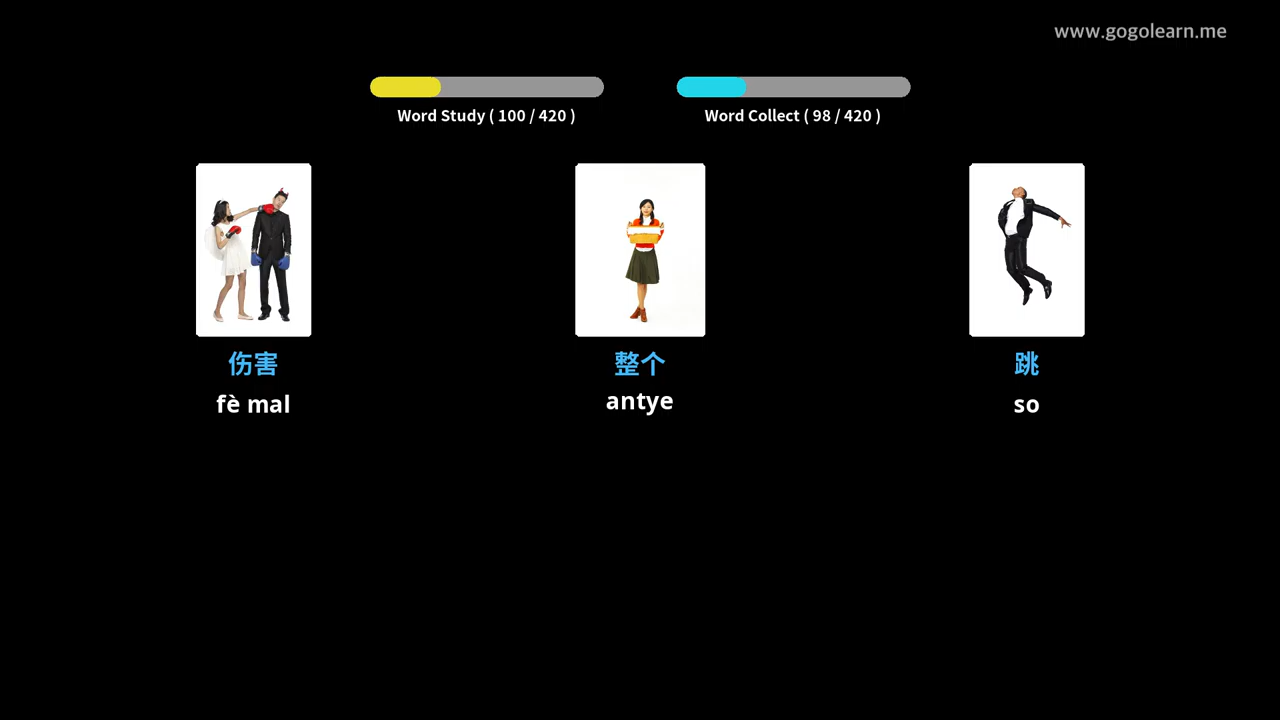 www.gogolearn.me
Word Study ( 100 / 420 )
Word Collect ( 98 / 420 )
伤害
整个
跳
fè mal
antye
so